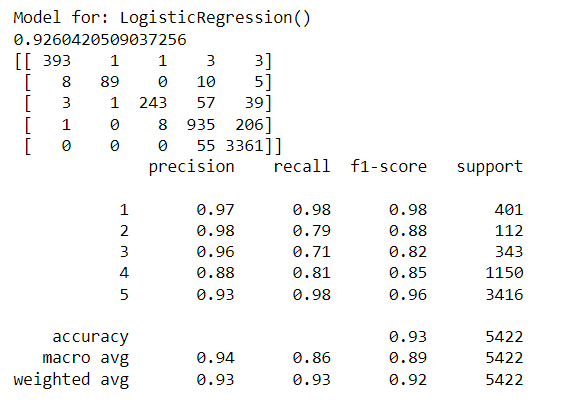 Model for: LogisticRegression()
0.9260420509037256
[[ 393 1 1 3 3]
[ 8 89 0 10 5]
[ 3 1 243 57 39]
[ 1 0 8 935 206]
[ 0 0 0 55 3361]]
precision recall f1-score support
1 0.97 0.98 0.98 401
2 0.98 0.79 0.88 112
3 0.96 0.71 0.82 343
4 0.88 0.81 0.85 1150
5 0.93 0.98 0.96 3416
accuracy 0.93 5422
macro avg 0.94 0.86 0.89 5422
weighted avg 0.93 0.93 0.92 5422